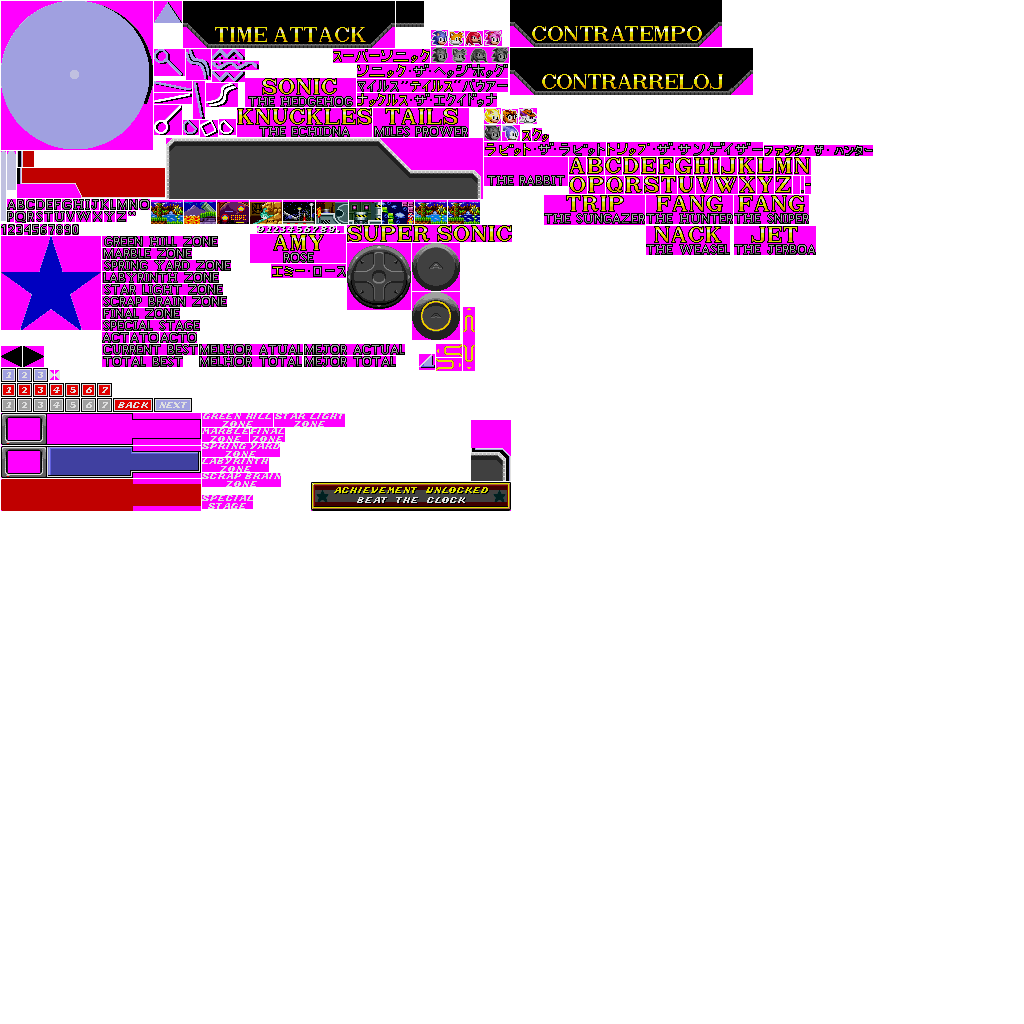 TIME ATTACK
CONTRATEMPO
CONTRARRELOJ
スーパーソニック
ソニック・ザ・ヘッジホッグ
SONIC
THE HEDGEHOG
マイルス"テイルス"パウアー
ナックルス・ザ・エクィドゥナ
KNUCKLES
THE ECHIDNA
TAILS
MILES PROWER
スクゥ
ラビット・ザ・ラビット
トリップ・ザ・サンゲイザー
ファング・ザ・ハンター
THE RABBIT
ABCDEFGHIJKLMN
OPQRSTUVWXYZ
TRIP
THE SUNGAZER
FANG
THE HUNTER
FANG
THE SNIPER
NACK
THE WEASEL
JET
THE JERBOA
ABCDEFGHIJKLMNO
PQRSTUVWXYZ"
1234567890
0123456789
AMY
ROSE
エミー・ローズ
SUPER SONIC
GREEN HILL ZONE
MARBLE ZONE
SPRING YARD ZONE
LABYRINTH ZONE
STAR LIGHT ZONE
SCRAP BRAIN ZONE
FINAL ZONE
SPECIAL STAGE
ACTATOACTO
CURRENT BEST
MELHOR ATUAL
MEJOR ACTUAL
TOTAL BEST
MELHOR TOTAL
MEJOR TOTAL
1 2 3
1 2 3 4 5 6 7
1 2 3 4 5 6 7
BACK
NEXT
GREEN HILL
ZONE
STAR LIGHT
ZONE
MARBLE
ZONE
FINAL
ZONE
SPRING YARD
ZONE
LABYRINTH
ZONE
SCRAP BRAIN
ZONE
SPECIAL
STAGE
ACHIEVEMENT UNLOCKED
BEAT THE CLOCK